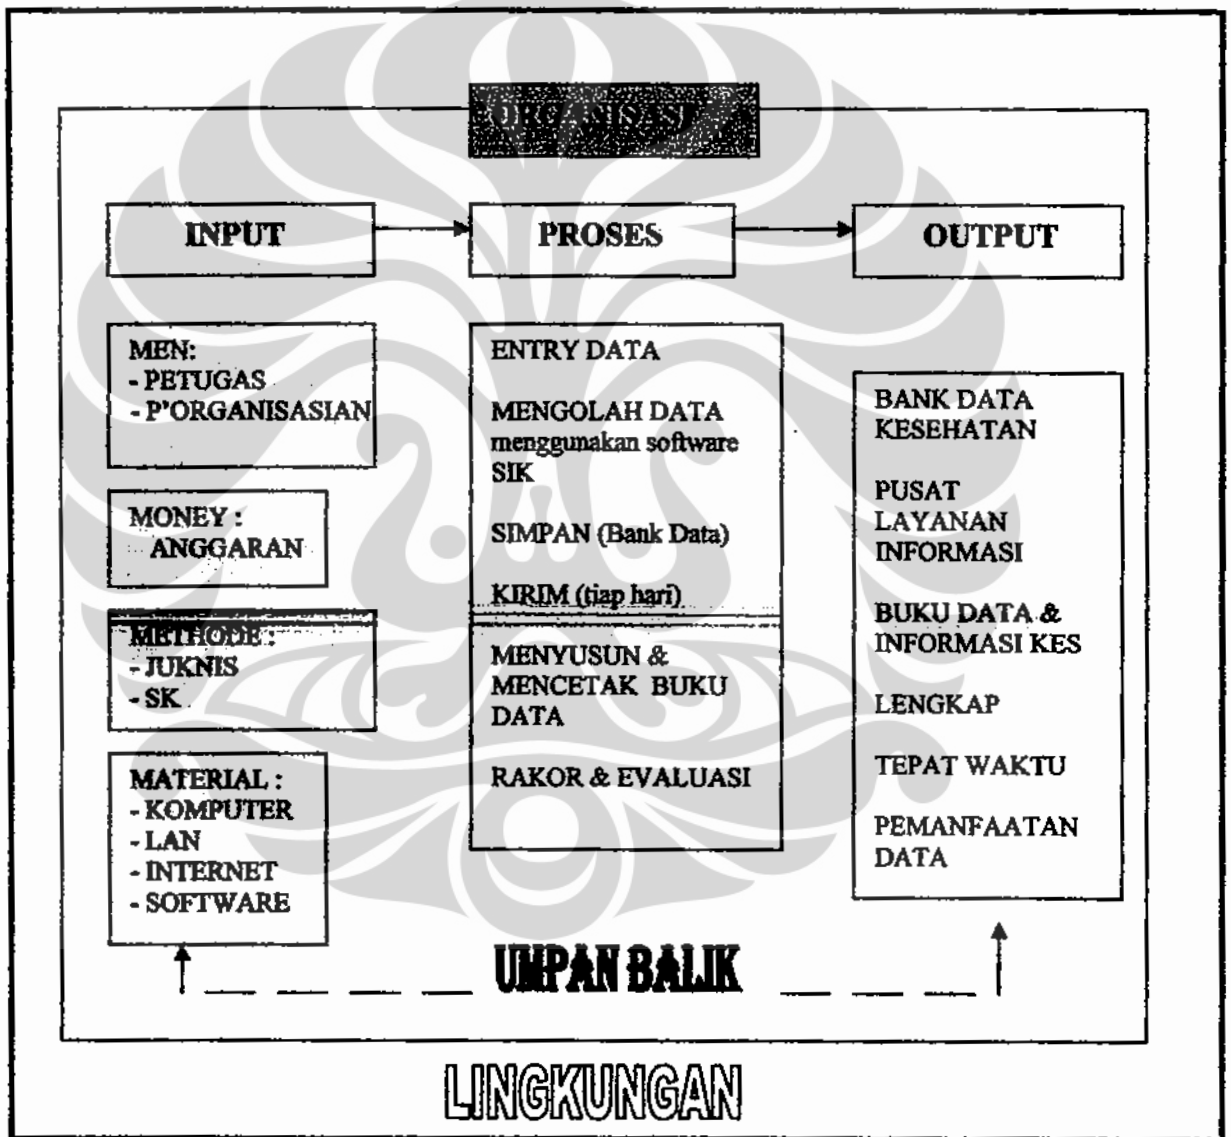 ORGANISASI
INPUT
PROSES
OUTPUT
MEN:
- PETUGAS
- P'ORGANISASIAN
MONEY :
ANGGARAN
METHODE :
- JUKNIS
- SK
MATERIAL :
- KOMPUTER
- LAN
- INTERNET
- SOFTWARE
ENTRY DATA
MENGOLAH DATA
menggunakan software
SIK
SIMPAN (Bank Data)
KIRIM (tiap hari)
MENYUSUN &
MENCETAK BUKU
DATA
RAKOR & EVALUASI
BANK DATA
KESEHATAN
PUSAT
LAYANAN
INFORMASI
BUKU DATA &
INFORMASI KES
LENGKAP
TEPAT WAKTU
PEMANFAATAN
DATA
UMPAN BALIK
LINGKUNGAN